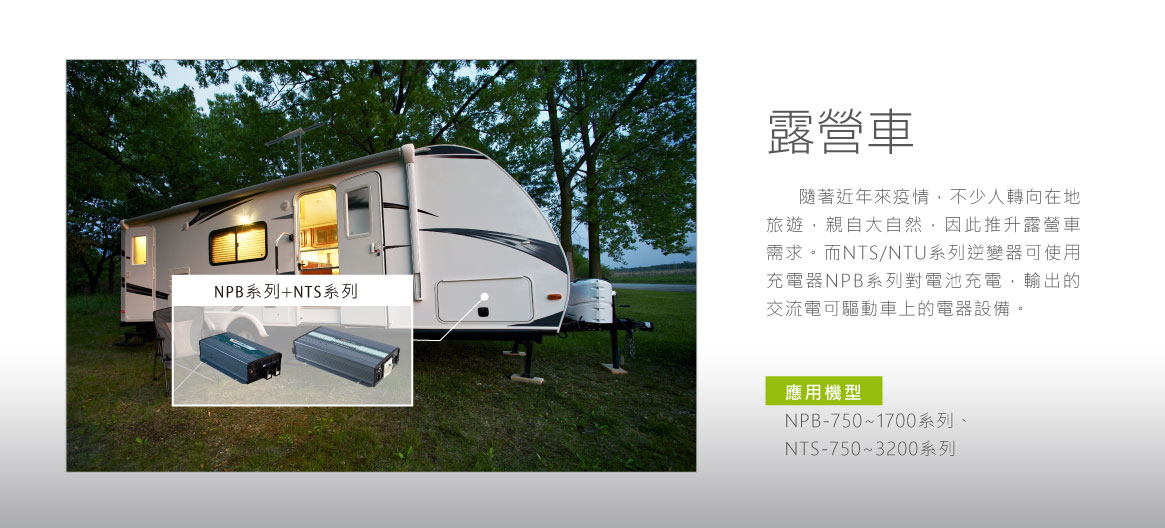 露營車
隨著近年來疫情，不少人轉向在地
旅遊，親自大自然，因此推升露營車
需求。而NTS/NTU系列逆變器可使用
充電器NPB系列對電池充電，輸出的
交流電可驅動車上的電器設備。
NPB系列+NTS系列
應用機型
NPB-750~1700系列、
NTS-750~3200系列